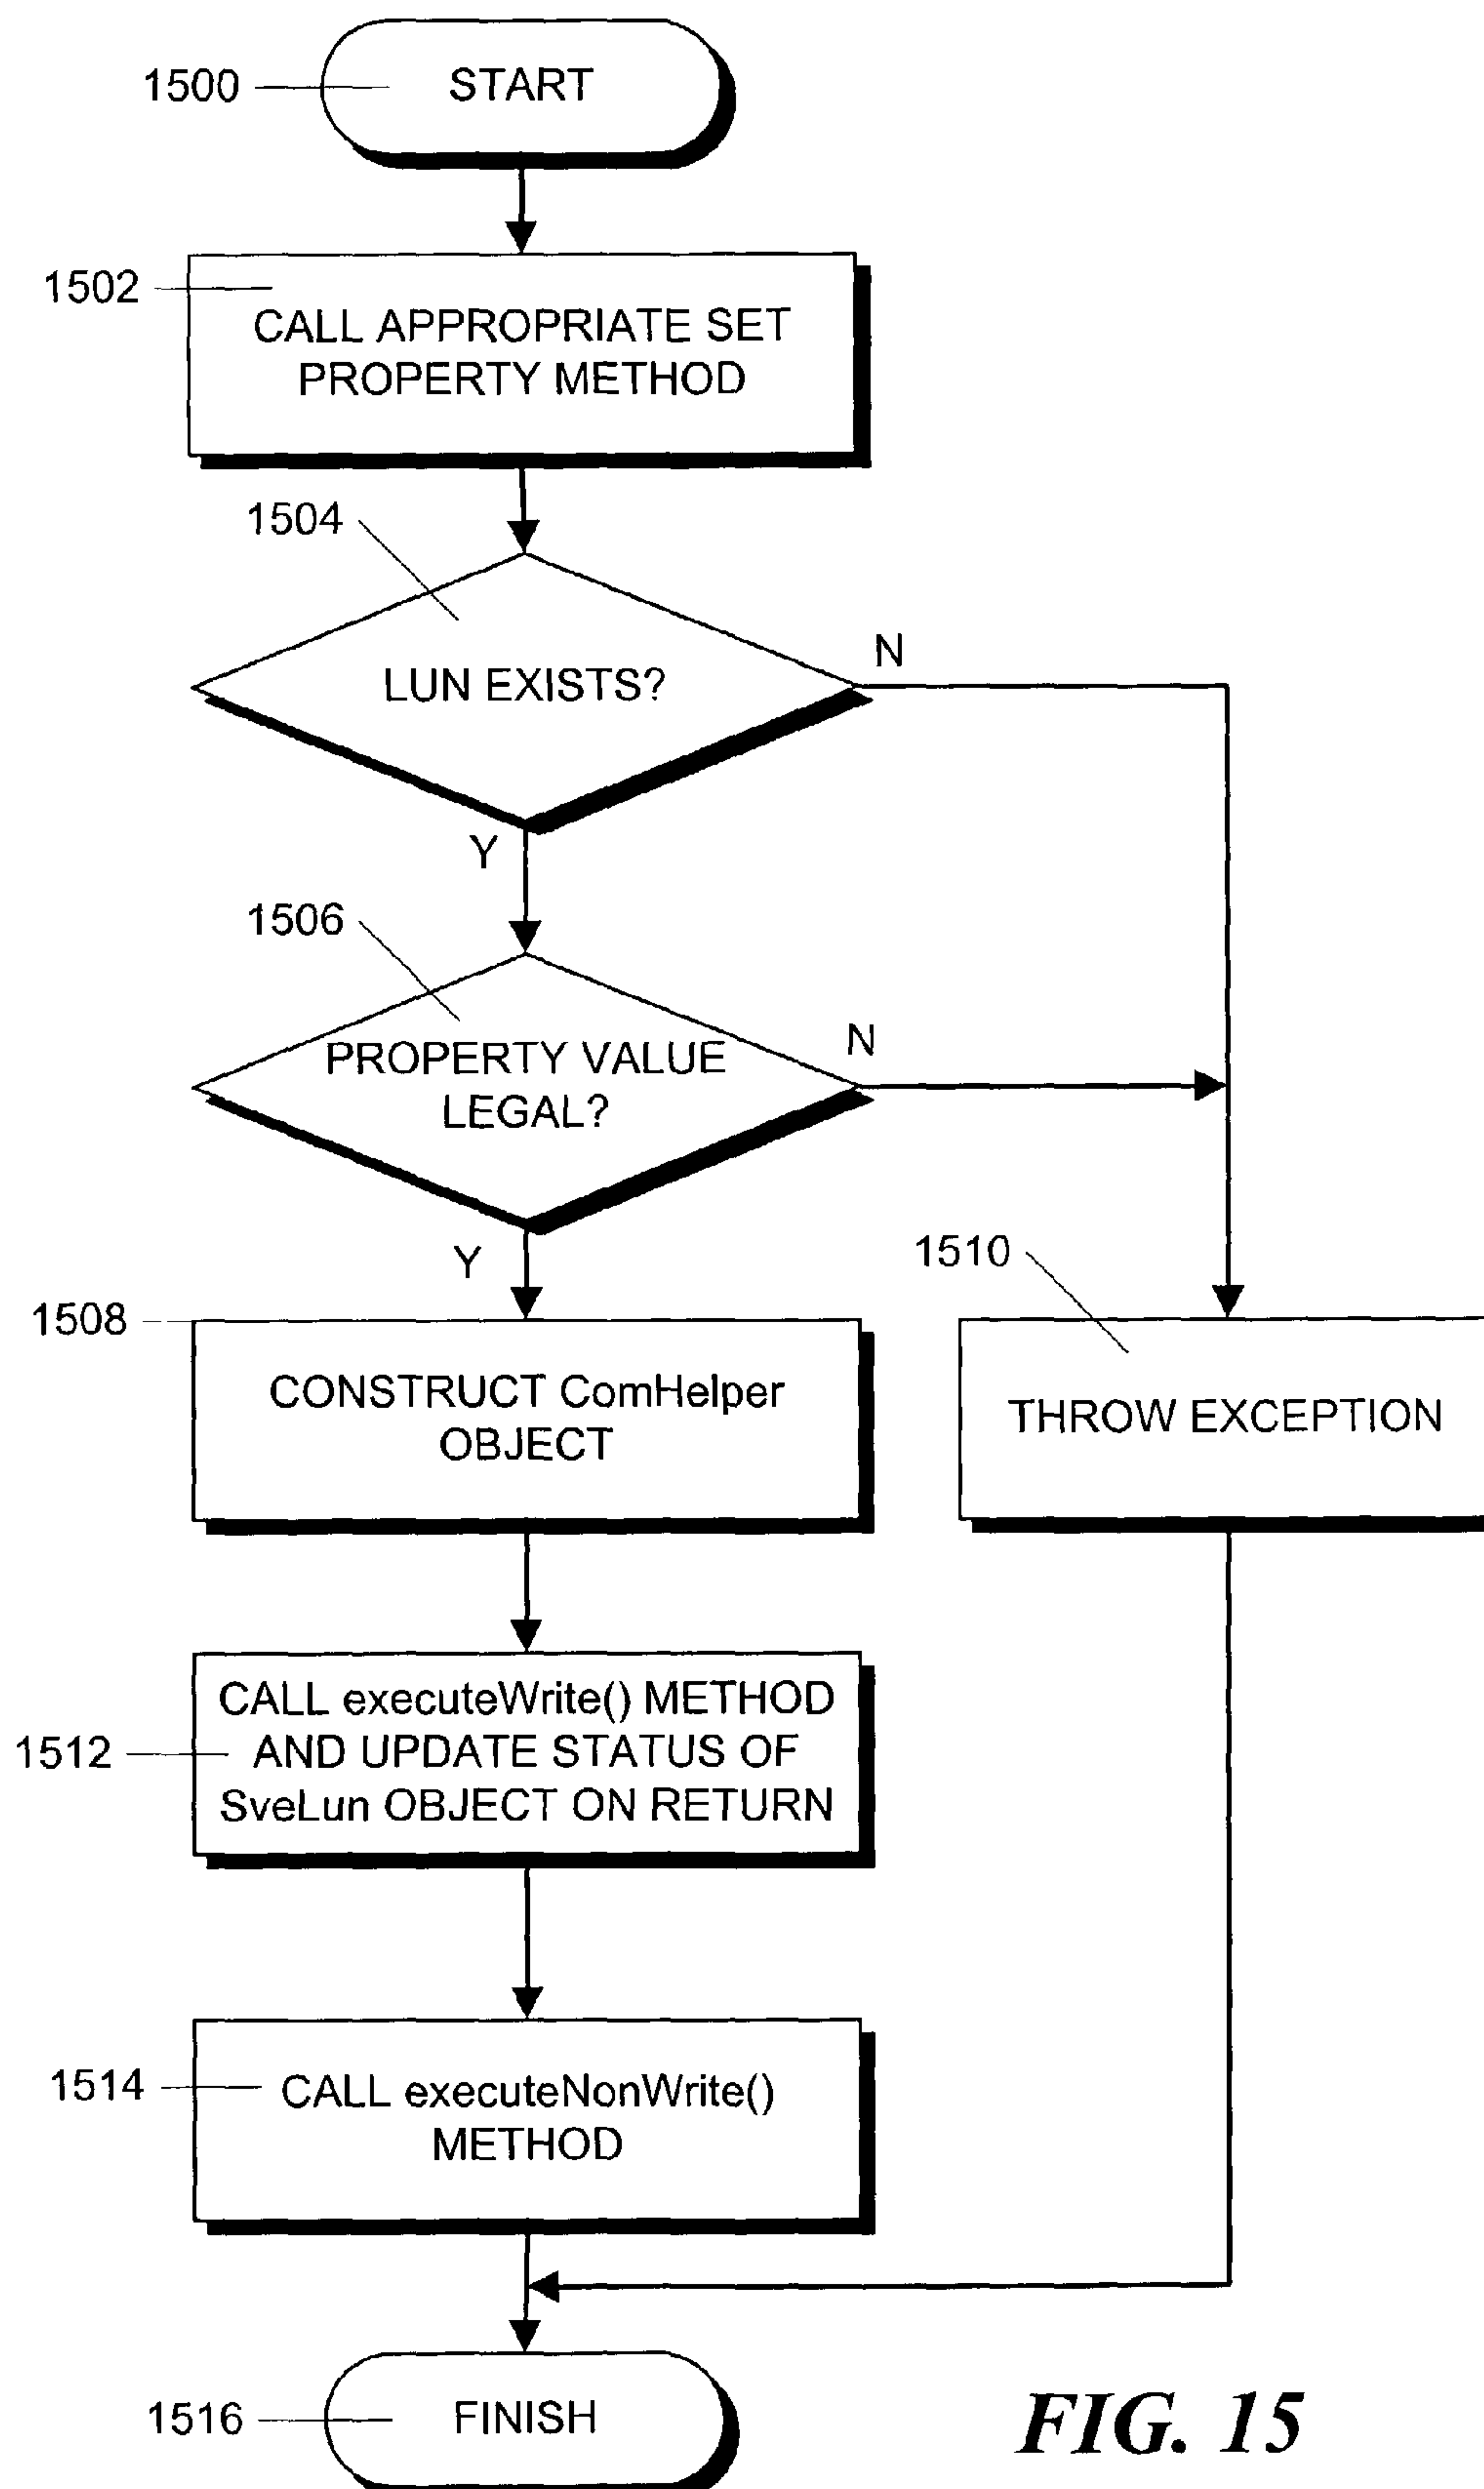 1500
START
1502
CALL APPROPRIATE SET
PROPERTY METHOD
1504
LUN EXISTS?
N
Y
1506
PROPERTY VALUE
LEGAL?
N
Y
1508
CONSTRUCT ComHelper
OBJECT
1510
THROW EXCEPTION
1512
CALL executeWrite() METHOD
AND UPDATE STATUS OF
SveLun OBJECT ON RETURN
1514
CALL executeNonWrite()
METHOD
1516
FINISH
FIG. 15